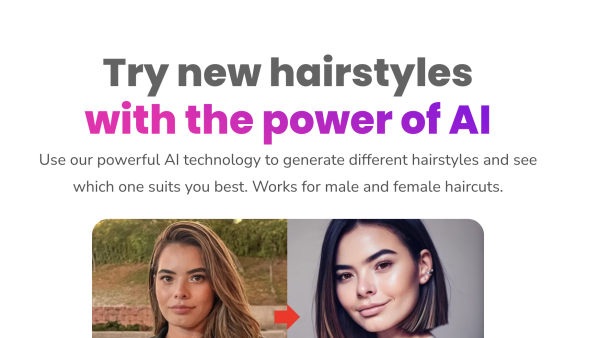 Try new hairstyles
with the power of AI
Use our powerful AI technology to generate different hairstyles and see
which one suits you best. Works for male and female haircuts.